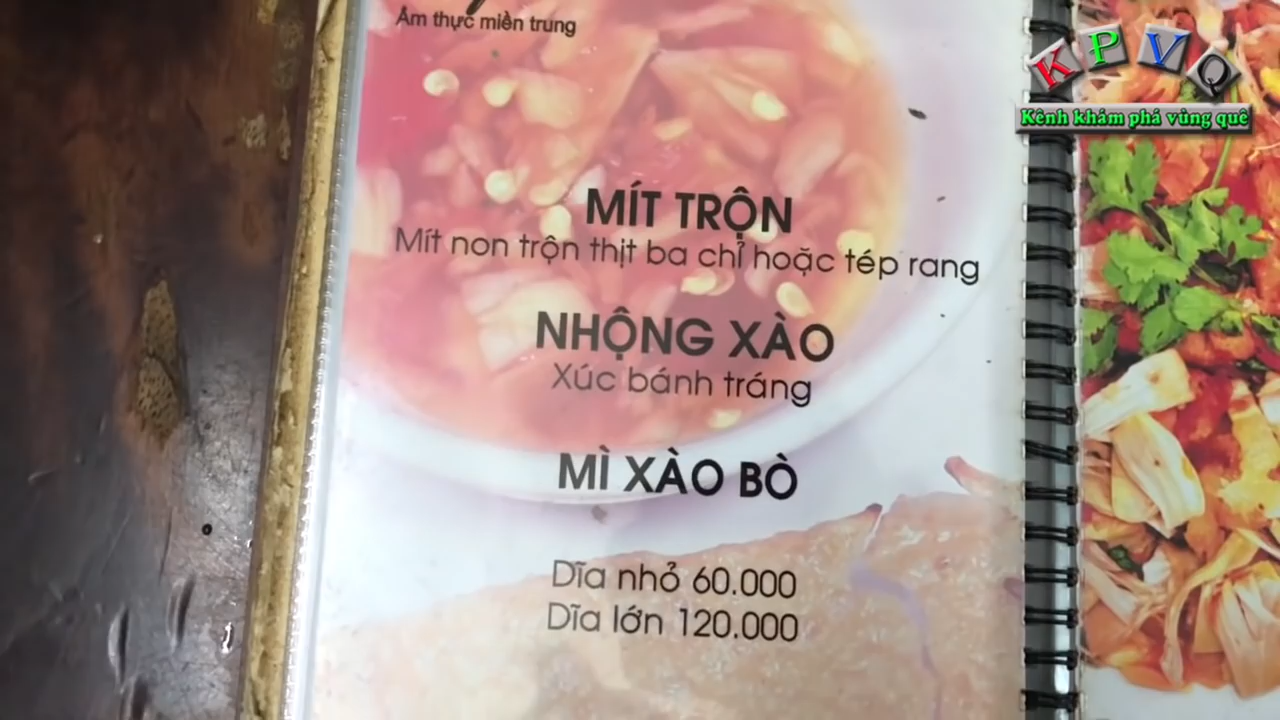 Ẩm thực miền trung
KPVQ
Kênh khám phá vùng quê
MÍT TRỘN
Mít non trộn thịt ba chỉ hoặc tép rang
NHỘNG XÀO
Xúc bánh tráng
MÌ XÀO BÒ
Dĩa nhỏ 60.000
Dĩa lớn 120.000